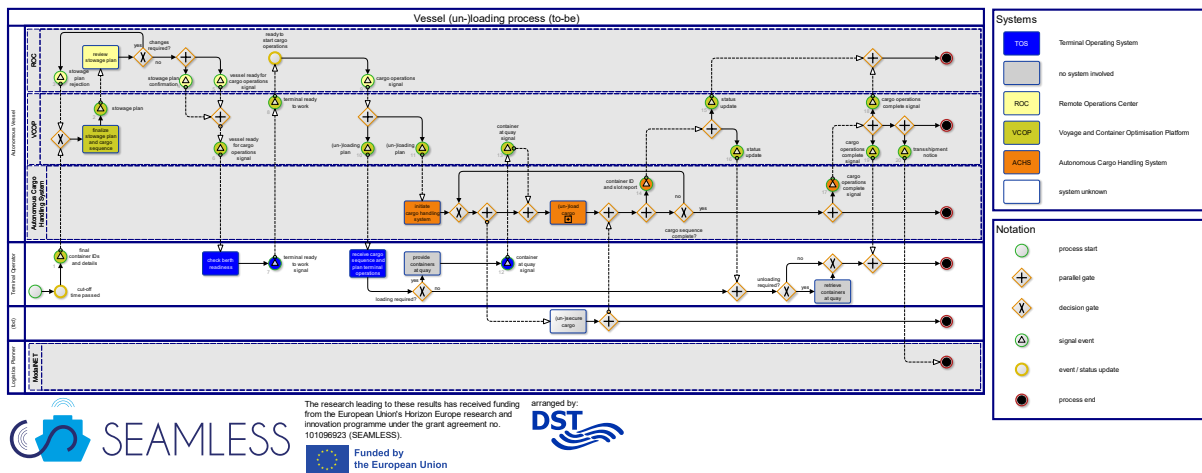 Vessel (un-)loading process (to-be)
Autonomous Vessel
ROC
VCOP
Autonomous Cargo
Handling System
Terminal Operator
(tbd)
Logistics Planner
ModalNET
review
stowage plan
yes
changes
required?
no
stowage
plan
rejection
stowage plan
finalize
stowage plan
and cargo
sequence
stowage plan
confirmation
vessel ready for
cargo operations
signal
vessel ready
for cargo
operations
signal
ready to
start cargo
operations
terminal ready
to work
cargo operations
signal
(un-)loading
plan
(un-)loading plan
container
at quay
signal
status
update
status
update
cargo operations
complete signal
cargo
operations
complete
signal
transshipment
notice
initiate
cargo handling
system
(un-)load
cargo
container ID
and slot report
no
yes
cargo sequence
complete?
cargo
operations
complete
signal
final
container IDs
and details
cut-off
time passed
check berth
readiness
terminal ready
to work
signal
receive cargo
sequence and
plan terminal
operations
provide
containers
at quay
yes
no
loading required?
container
at quay
signal
unloading
required?
no
yes
retrieve
containers
at quay
(un-)secure
cargo
Systems
TOS
Terminal Operating System
no system involved
ROC
Remote Operations Center
VCOP
Voyage and Container Optimisation Platform
ACHS
Autonomous Cargo Handling System
system unknown
Notation
process start
parallel gate
decision gate
signal event
event / status update
process end
SEAMLESS
The research leading to these results has received funding
from the European Union's Horizon Europe research and
innovation programme under the grant agreement no.
101096923 (SEAMLESS).
Funded by
the European Union
arranged by:
DST